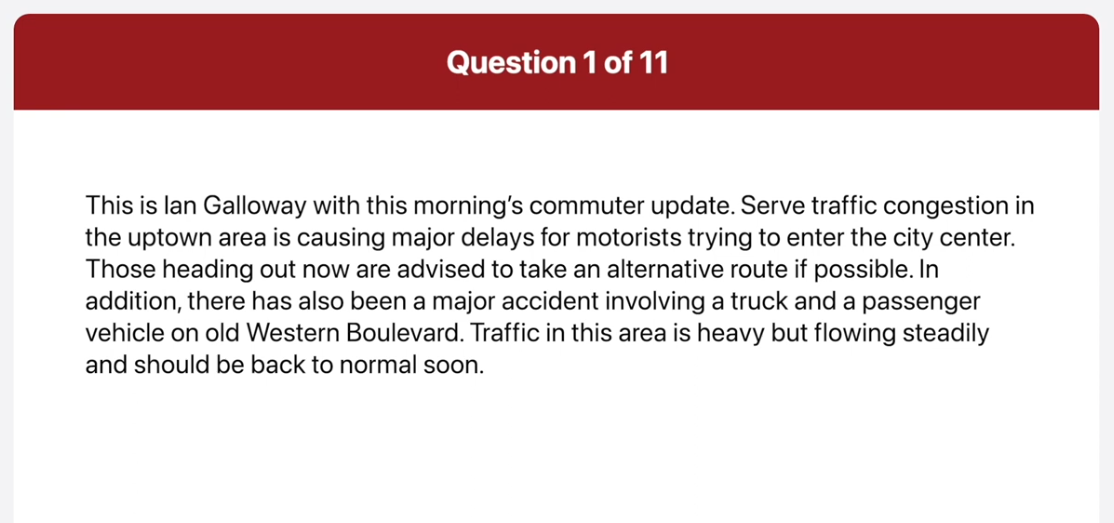 Question 1 of 11
This is Ian Galloway with this morning’s commuter update. Serve traffic congestion in
the uptown area is causing major delays for motorists trying to enter the city center.
Those heading out now are advised to take an alternative route if possible. In
addition, there has also been a major accident involving a truck and a passenger
vehicle on old Western Boulevard. Traffic in this area is heavy but flowing steadily
and should be back to normal soon.